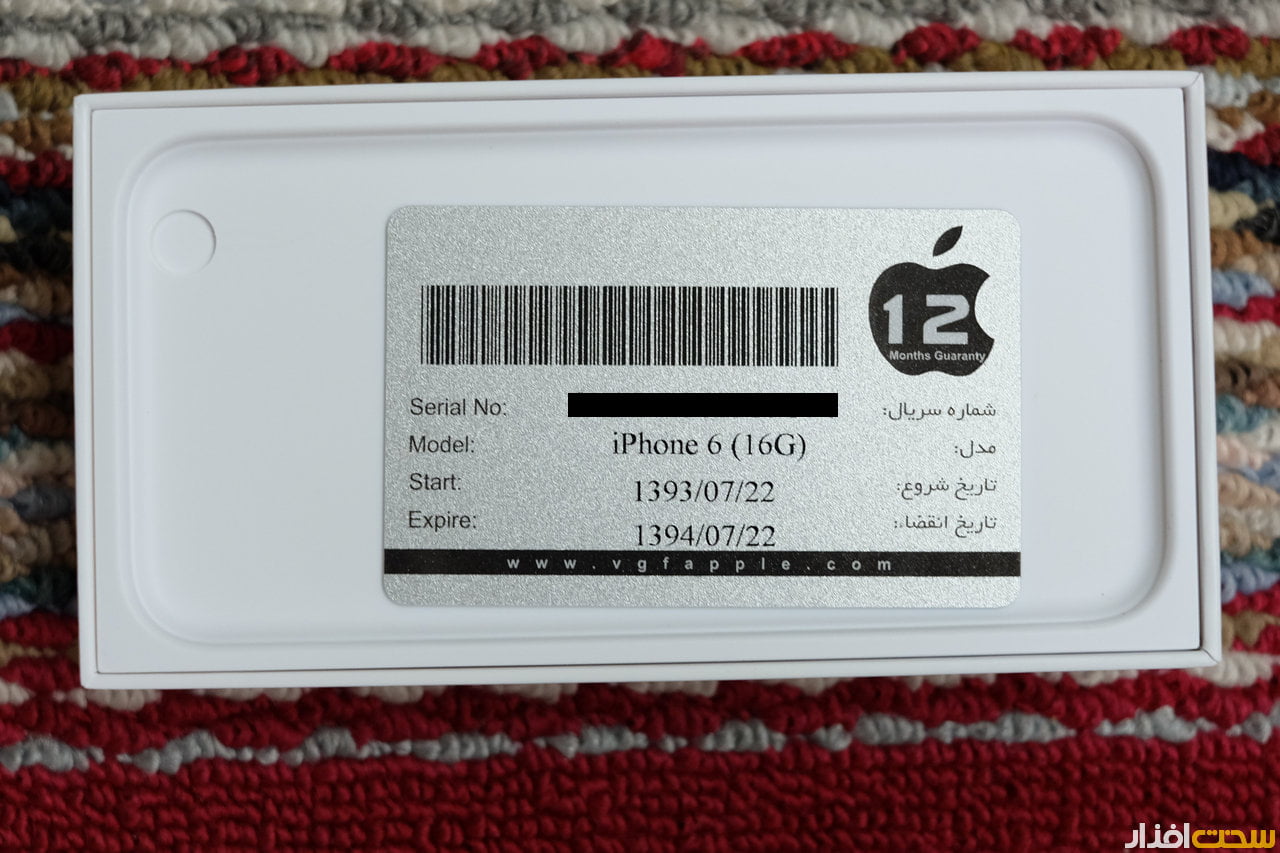 12
Months Guaranty
Serial No: شماره سریال:
Model: iPhone 6 (16G) مدل:
Start: 1393/07/22 تاریخ شروع:
Expire: 1394/07/22 تاریخ انقضاء:
www.vgfapple.com
سخت‌افزار